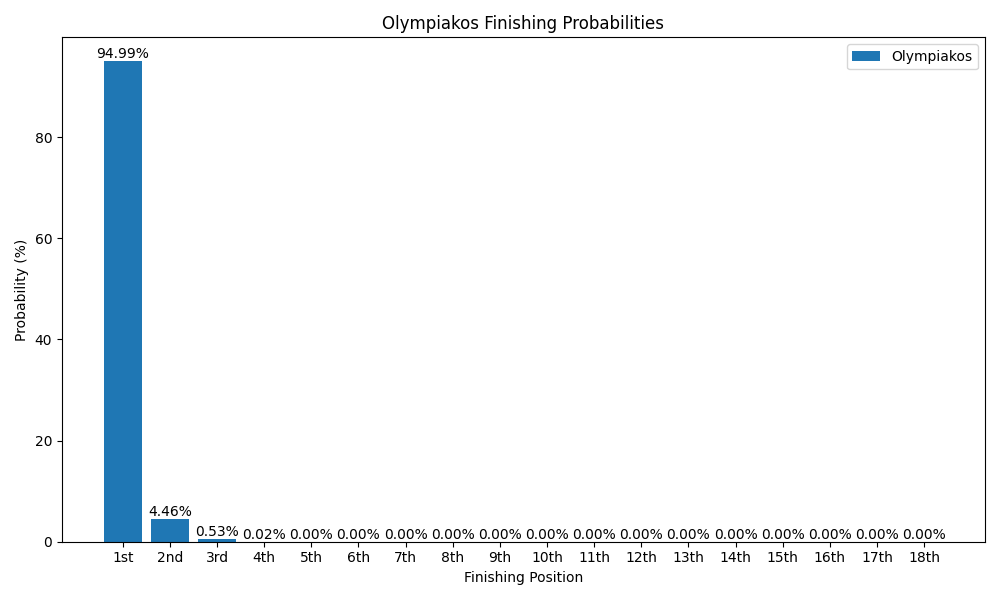 Olympiakos Finishing Probabilities
Olympiakos
94.99%
4.46%
0.53%
0.02% 0.00% 0.00% 0.00% 0.00% 0.00% 0.00% 0.00% 0.00% 0.00% 0.00% 0.00% 0.00% 0.00% 0.00%
Probability (%)
80
60
40
20
0
1st 2nd 3rd 4th 5th 6th 7th 8th 9th 10th 11th 12th 13th 14th 15th 16th 17th 18th
Finishing Position